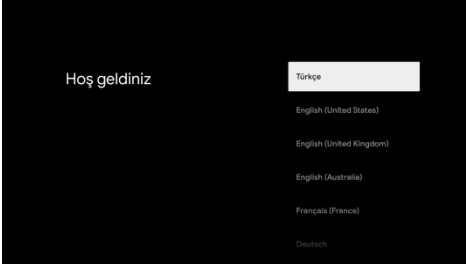 Hoş geldiniz
Türkçe
English (United States)
English (United Kingdom)
English (Australia)
Français (France)
Deutsch